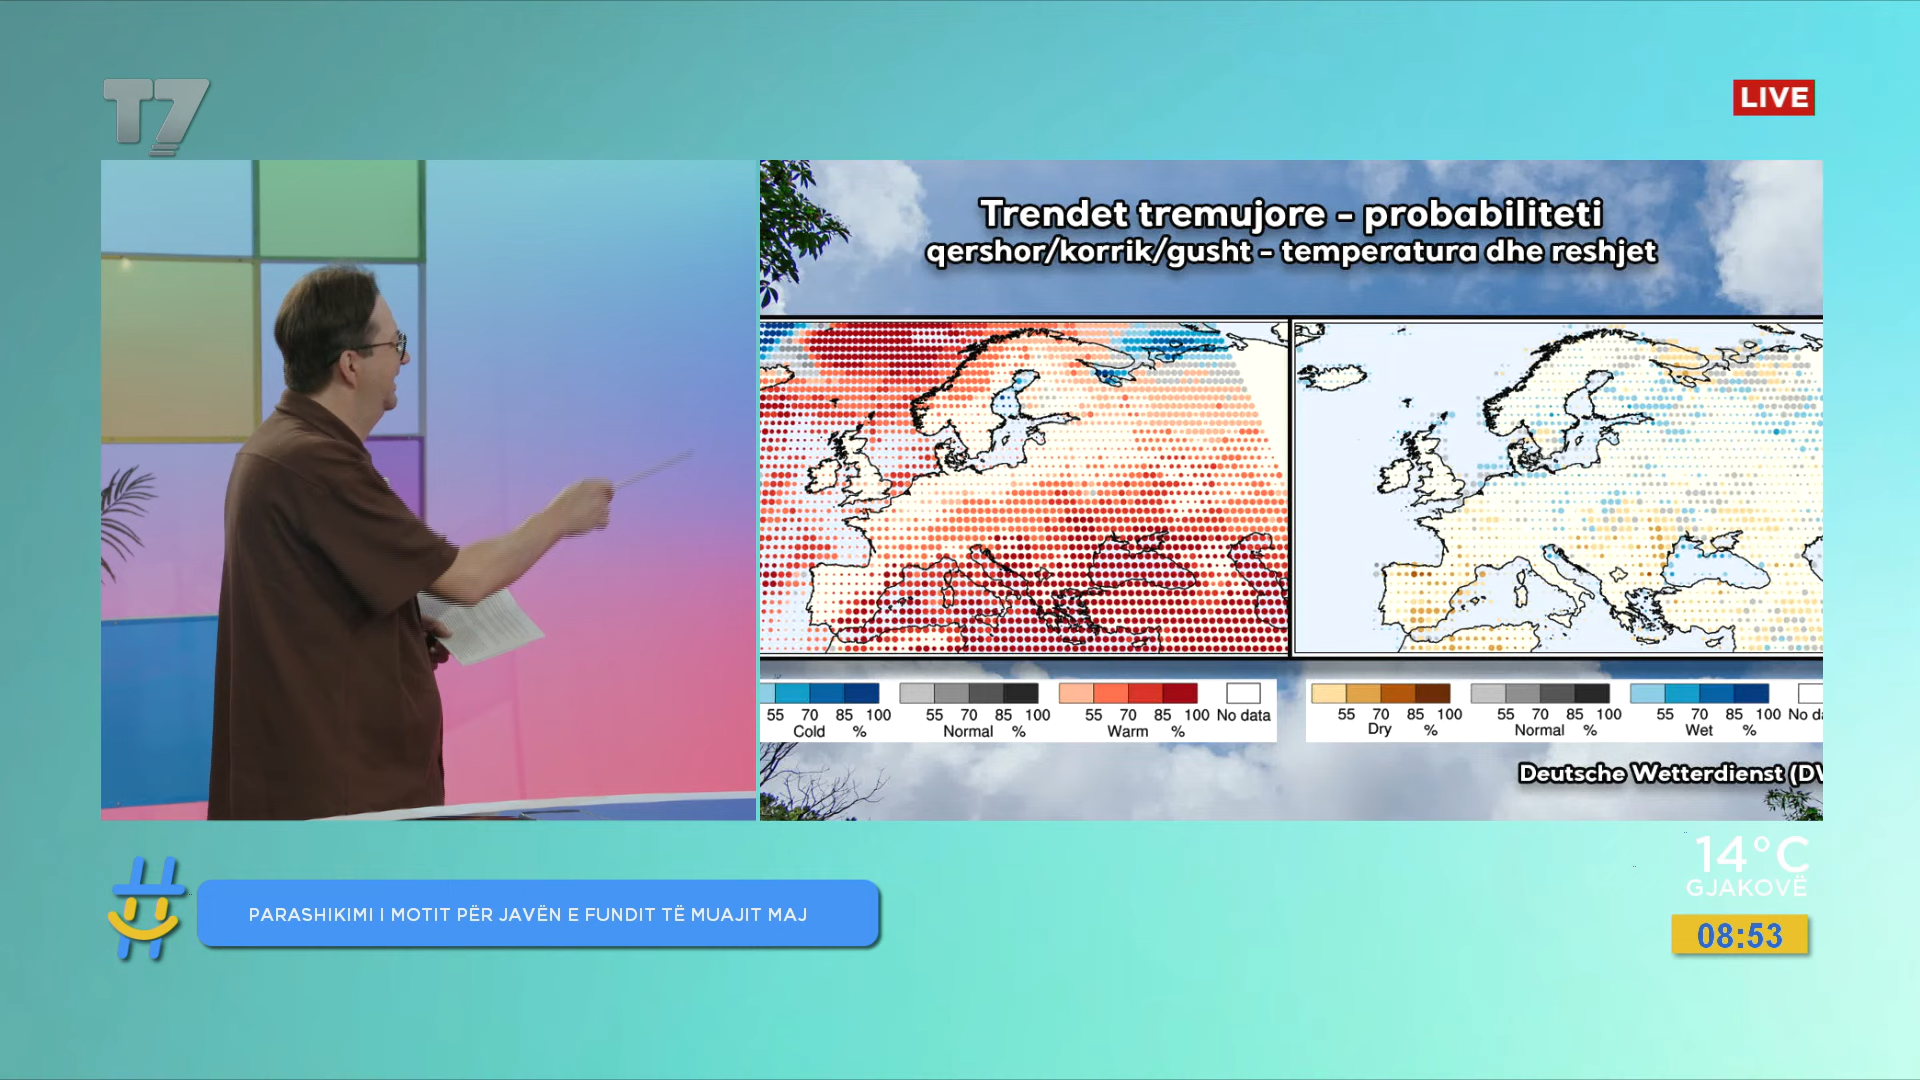 T7
LIVE
Trendet tremujore - probabiliteti
qershor/korrik/gusht - temperatura dhe reshjet
55 70 85 100 55 70 85 100 55 70 85 100 No data
Cold % Normal % Warm %
55 70 85 100 55 70 85 100 55 70 85 100 No da
Dry % Normal % Wet %
Deutsche Wetterdienst (DW
14°C
GJAKOVË
PARASHIKIMI I MOTIT PËR JAVËN E FUNDIT TË MUAJIT MAJ
08:53